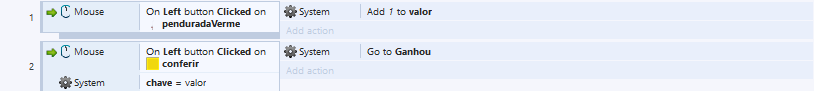 1 Mouse On Left button Clicked on penduradaVerme System Add 1 to valor
Add action
2 Mouse On Left button Clicked on conferir System Go to Ganhou
Add action
System chave = valor